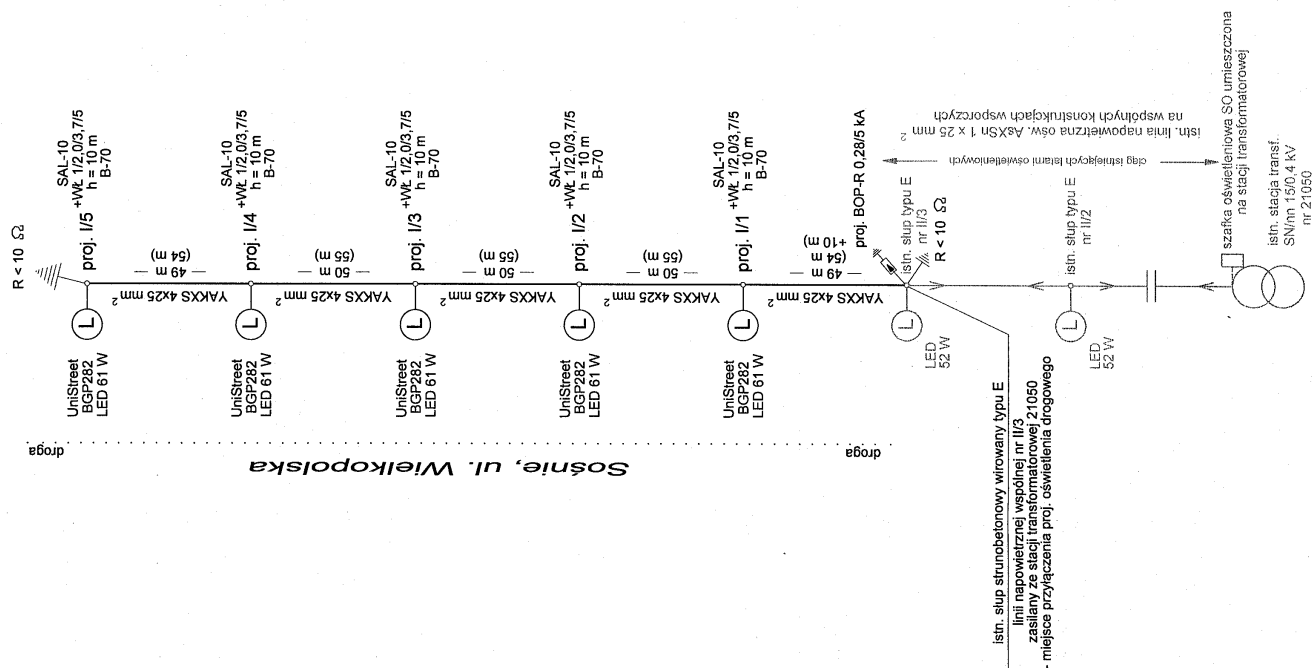 R < 10 Ω
SAL-10
proj. I/5 +WŁ 1/2,0/3,7/5
h = 10 m
B-70
UniStreet
BGP282
LED 61 W
L
49 m
(54 m)
YAKXS 4x25 mm²
SAL-10
proj. I/4 +WŁ 1/2,0/3,7/5
h = 10 m
B-70
UniStreet
BGP282
LED 61 W
L
50 m
(55 m)
YAKXS 4x25 mm²
SAL-10
proj. I/3 +WŁ 1/2,0/3,7/5
h = 10 m
B-70
UniStreet
BGP282
LED 61 W
L
50 m
(55 m)
YAKXS 4x25 mm²
SAL-10
proj. I/2 +WŁ 1/2,0/3,7/5
h = 10 m
B-70
UniStreet
BGP282
LED 61 W
L
50 m
(55 m)
YAKXS 4x25 mm²
SAL-10
proj. I/1 +WŁ 1/2,0/3,7/5
h = 10 m
B-70
UniStreet
BGP282
LED 61 W
L
49 m
(54 m)
+10 m
YAKXS 4x25 mm²
droga
Sośnie, ul. Wielkopolska
droga
proj. BOP-R 0,28/5 kA
istn. słup typu E
nr II/3
R < 10 Ω
L
LED
52 W
istn. słup typu E
nr II/2
L
LED
52 W
ciąg istniejących latarni oświetleniowych
istn. linia napowietrzna ośw. AsXSn 1 x 25 mm²
na wspólnych konstrukcjach wsporczych
szafka oświetleniowa SO umieszczona
na stacji transformatorowej
istn. stacja transf.
SN/nn 15/0,4 kV
nr 21050
istn. słup strunobetonowy wirowany typu E
linii napowietrznej wspólnej nr II/3
zasilany ze stacji transformatorowej 21050
- miejsce przyłączenia proj. oświetlenia drogowego